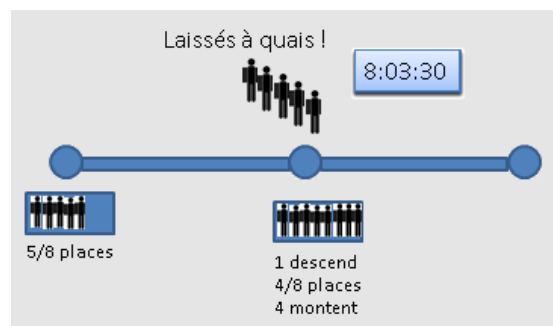 Laissés à quais !
8:03:30
5/8 places
1 descend
4/8 places
4 montent